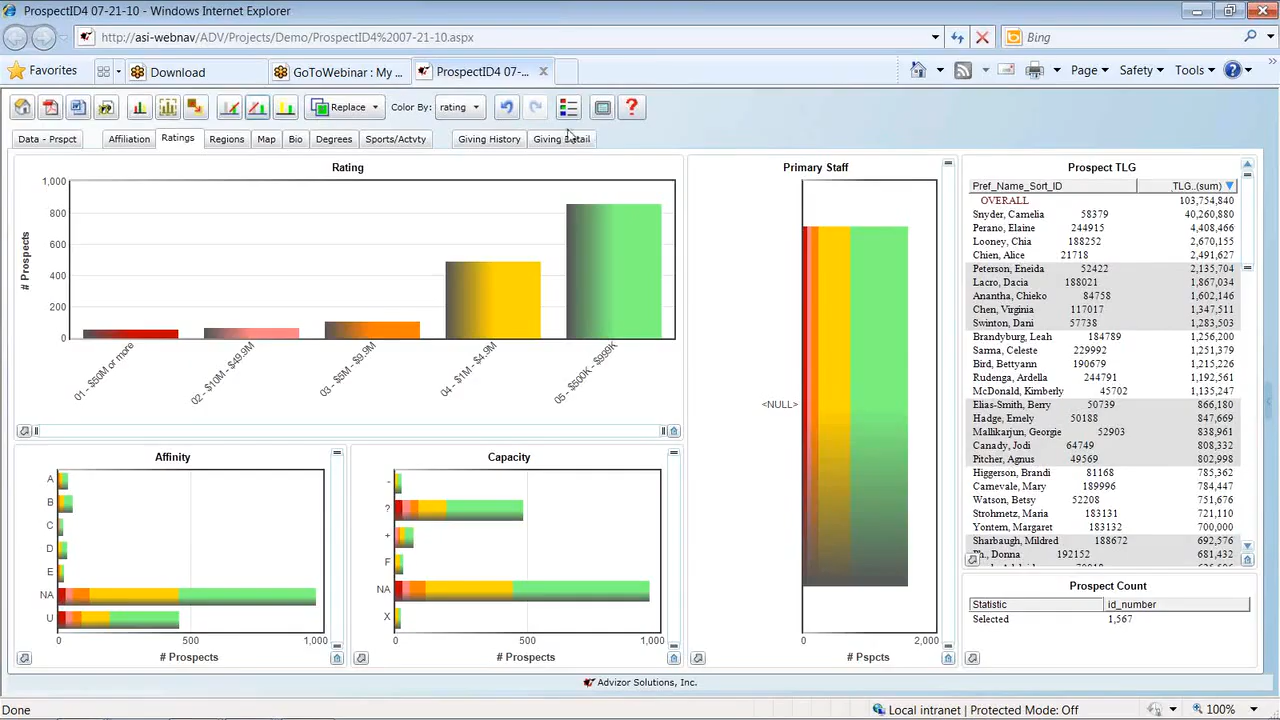 ProspectID4 07-21-10 - Windows Internet Explorer
http://asi-webnav/ADV/Projects/Demo/ProspectID4%2007-21-10.aspx
Bing
Favorites
Download
GoToWebinar : My ...
ProspectID4 07-...
Page
Safety
Tools
Replace
Color By:
rating
Data - Prspct
Affiliation
Ratings
Regions
Map
Bio
Degrees
Sports/Actvty
Giving History
Giving Detail
Rating
# Prospects
1,000
800
600
400
200
0
01 - $50M or more
02 - $10M - $49.9M
03 - $5M - $9.9M
04 - $1M - $4.9M
05 - $500K - $999K
Affinity
A
B
C
D
E
NA
U
0 500 1,000
# Prospects
Capacity
-
?
+
F
NA
X
0 500 1,000
# Prospects
Primary Staff
<NULL>
0 2,000
# Pspcts
Prospect TLG
Pref_Name_Sort_ID TLG..(sum)
OVERALL 103,754,840
Snyder, Camelia 58379 40,260,880
Perano, Elaine 244915 4,408,466
Looney, Chia 188252 2,670,155
Chien, Alice 21718 2,491,627
Peterson, Eneida 52422 2,135,704
Lacro, Dacia 188021 1,867,034
Anantha, Chieko 84758 1,602,146
Chen, Virginia 117017 1,347,511
Swinton, Dani 57738 1,283,503
Brandyburg, Leah 184789 1,256,200
Sarma, Celeste 229992 1,251,379
Bird, Bettyann 190679 1,215,226
Rudenga, Ardella 244791 1,192,561
McDonald, Kimberly 45702 1,135,247
Elias-Smith, Berry 50739 866,180
Hadge, Emely 50188 847,669
Mallikarjun, Georgie 52903 838,961
Canady, Jodi 64749 808,332
Pitcher, Agnus 49569 802,998
Higgerson, Brandi 81168 785,362
Carnevale, Mary 189996 784,447
Watson, Betsy 52208 751,676
Strohmetz, Maria 183131 721,110
Yontem, Margaret 183132 700,000
Sharbaugh, Mildred 188672 692,576
Donna 192152 681,432
Prospect Count
Statistic id_number
Selected 1,567
Advizor Solutions, Inc.
Done
Local intranet | Protected Mode: Off
100%